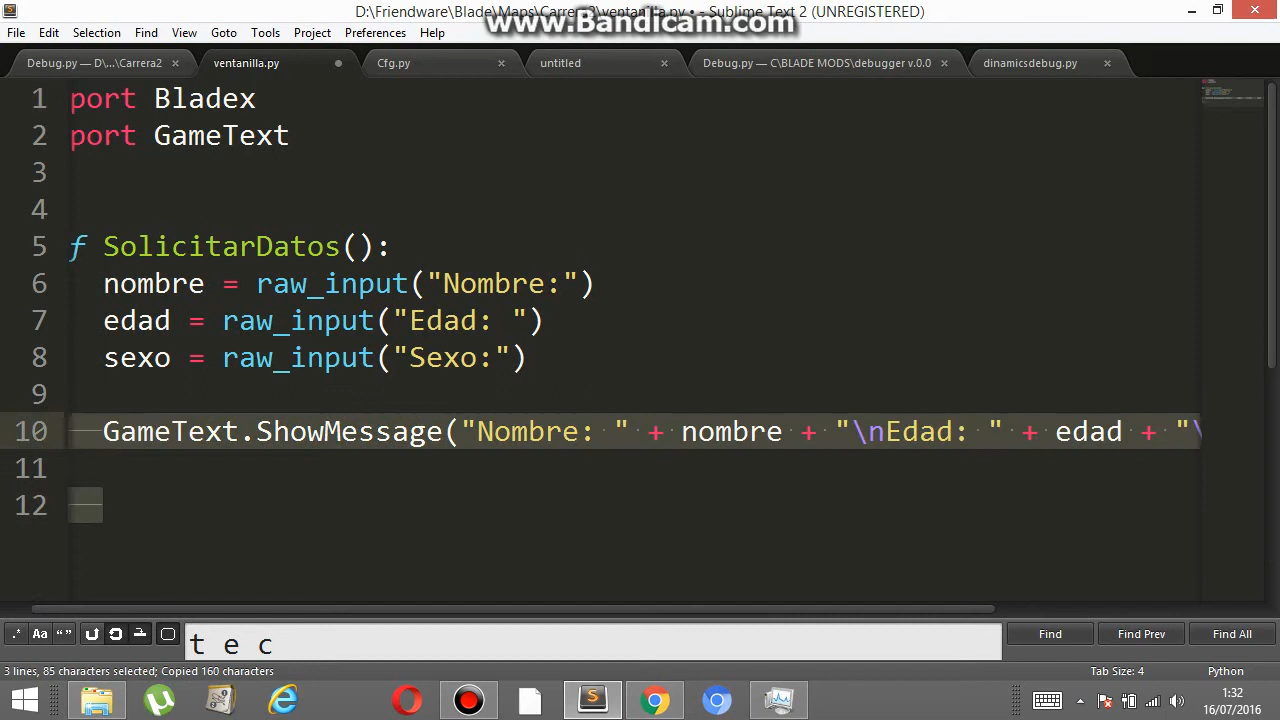 D:\Friendware\Blade\Maps\Carrera2\ventanilla.py • - Sublime Text 2 (UNREGISTERED)
www.Bandicam.com
File Edit Selection Find View Goto Tools Project Preferences Help
Debug.py — D:\...\Carrera2 × ventanilla.py Cfg.py × untitled × Debug.py — C\BLADE MODS\debugger v.0.0 × dinamicsdebug.py ×
1 port Bladex
2 port GameText
3
4
5 f SolicitarDatos():
6 nombre = raw_input("Nombre:")
7 edad = raw_input("Edad: ")
8 sexo = raw_input("Sexo:")
9
10 GameText.ShowMessage("Nombre: " + nombre + "\nEdad: " + edad + "\
11
12
.* Aa “” t e c Find Find Prev Find All
3 lines, 85 characters selected; Copied 160 characters Tab Size: 4 Python
1:32
16/07/2016